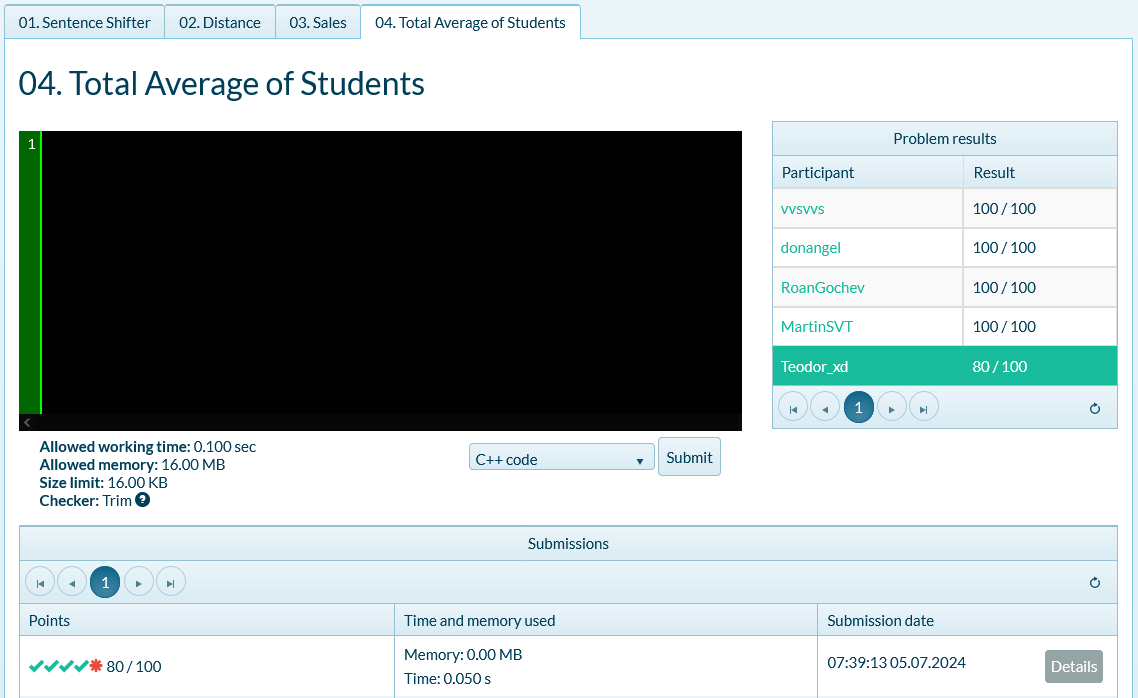 01. Sentence Shifter 02. Distance 03. Sales 04. Total Average of Students
04. Total Average of Students
1
Problem results
Participant Result
vvsvvs 100 / 100
donangel 100 / 100
RoanGochev 100 / 100
MartinSVT 100 / 100
Teodor_xd 80 / 100
1
Allowed working time: 0.100 sec
Allowed memory: 16.00 MB
Size limit: 16.00 KB
Checker: Trim ?
C++ code Submit
Submissions
1
Points Time and memory used Submission date
80 / 100 Memory: 0.00 MB 07:39:13 05.07.2024 Details
Time: 0.050 s